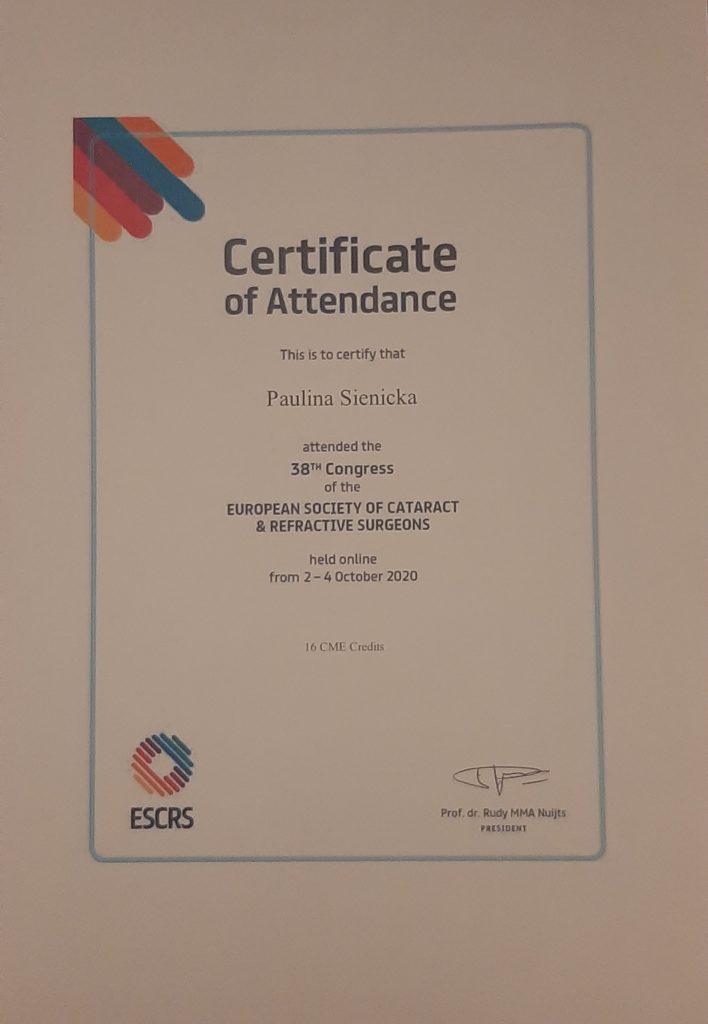 Certificate
of Attendance
This is to certify that
Paulina Sienicka
attended the
38TH Congress
of the
EUROPEAN SOCIETY OF CATARACT
& REFRACTIVE SURGEONS
held online
from 2 – 4 October 2020
16 CME Credits
ESCRS
Prof. dr. Rudy MMA Nuijts
PRESIDENT